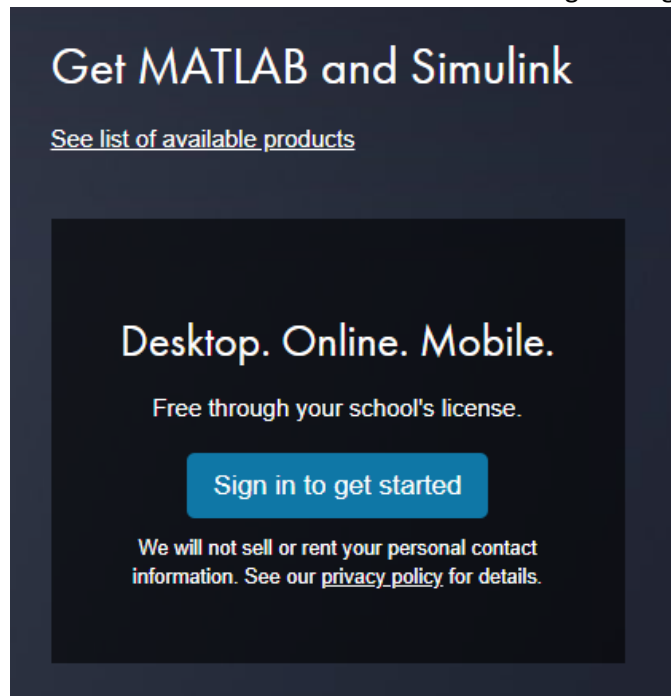 Get MATLAB and Simulink
See list of available products
Desktop. Online. Mobile.
Free through your school's license.
Sign in to get started
We will not sell or rent your personal contact
information. See our privacy policy for details.